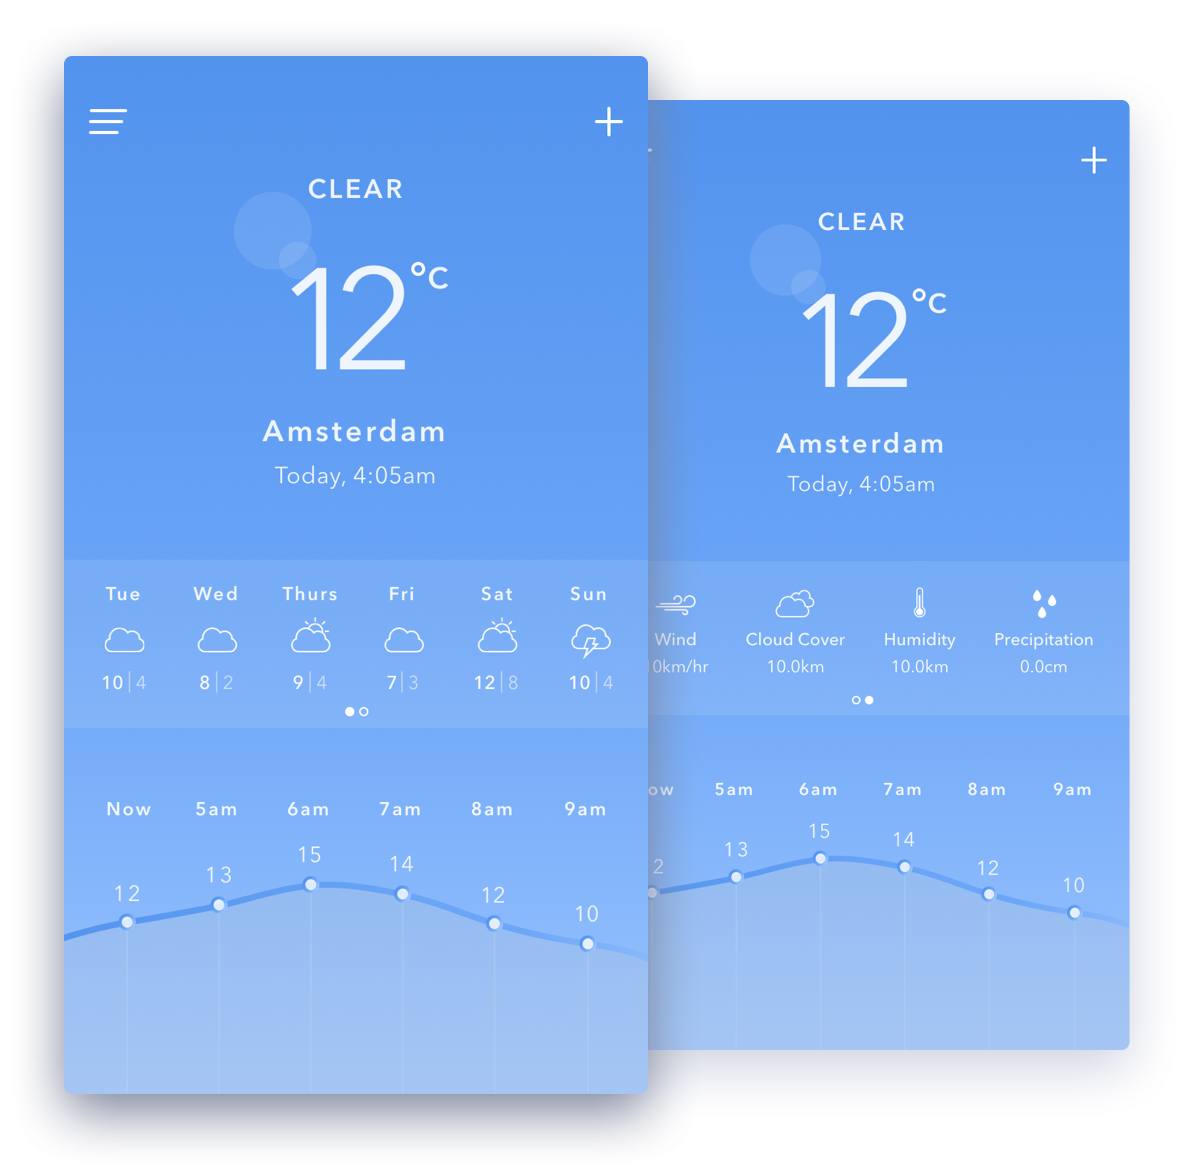 CLEAR
12°C
Amsterdam
Today, 4:05am
Tue Wed Thurs Fri Sat Sun
10|4 8|2 9|4 7|3 12|8 10|4
Now 5am 6am 7am 8am 9am
12 13 15 14 12 10
CLEAR
12°C
Amsterdam
Today, 4:05am
Wind Cloud Cover Humidity Precipitation
0km/hr 10.0km 10.0km 0.0cm
ow 5am 6am 7am 8am 9am
2 13 15 14 12 10